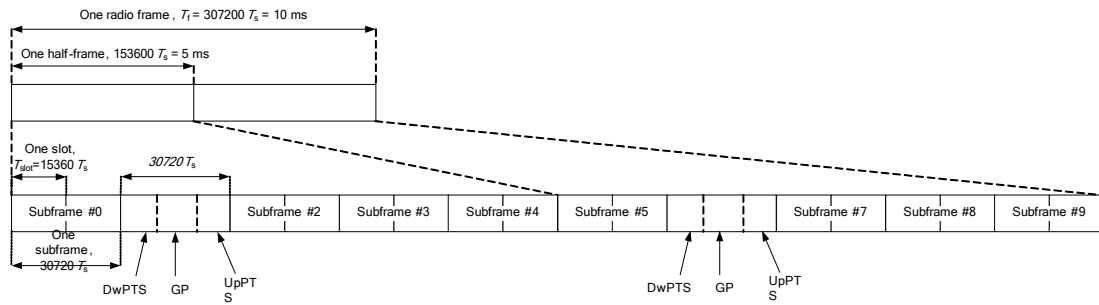 One radio frame , Tf = 307200 Ts = 10 ms
One half-frame, 153600 Ts = 5 ms
One slot,
Tslot=15360 Ts
30720 Ts
Subframe #0
Subframe #2
Subframe #3
Subframe #4
Subframe #5
Subframe #7
Subframe #8
Subframe #9
One
subframe,
30720 Ts
DwPTS
GP
UpPT
S
DwPTS
GP
UpPT
S